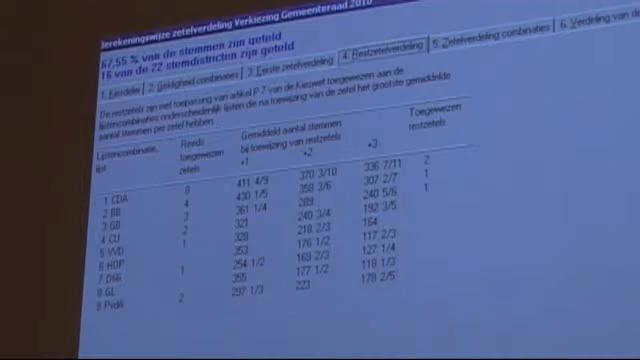 Berekeningswijze zetelverdeling Verkiezing Gemeenteraad 2010
67,55 % van de stemmen zijn geteld
16 van de 22 stemdistricten zijn geteld
1. Kiesdeler 2. Geldigheid combinaties 3. Eerste zetelverdeling 4. Restzetelverdeling 5. Zetelverdeling combinaties 6. Verdeling van de
De restzetels zijn met toepassing van artikel P 7 van de Kieswet toegewezen aan de
lijstencombinaties onderscheidenlijk lijsten die na toewijzing van de zetel het grootste gemiddelde
aantal stemmen per zetel hebben.
Lijstencombinatie, lijst Reeds toegewezen zetels Gemiddeld aantal stemmen bij toewijzing van restzetels Toegewezen restzetels
+1 +2 +3
1 CDA 8 411 4/9 370 3/10 336 7/11 2
2 BB 4 430 1/5 358 3/6 307 2/7 1
3 GB 3 361 1/4 289 240 5/6 1
4 CU 2 321 240 3/4 192 3/5
5 VVD 1 328 218 2/3 164
6 HDP 353 176 1/2 117 2/3
7 D66 1 254 1/2 169 2/3 127 1/4
8 GL 355 177 1/2 118 1/3
9 PvdA 2 297 1/3 223 178 2/5